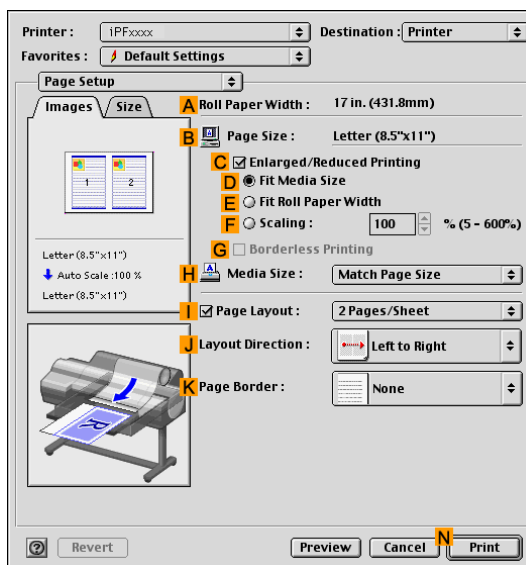 Printer : iPFxxxx Destination : Printer
Favorites : Default Settings
Page Setup
Images Size
A Roll Paper Width : 17 in. (431.8mm)
B Page Size : Letter (8.5"x11")
C Enlarged/Reduced Printing
1 2
D Fit Media Size
E Fit Roll Paper Width
F Scaling : 100 % (5 - 600%)
G Borderless Printing
Letter (8.5"x11")
Auto Scale :100 %
Letter (8.5"x11")
H A Media Size : Match Page Size
I Page Layout : 2 Pages/Sheet
J Layout Direction : Left to Right
K Page Border : None
R
N
? Revert Preview Cancel Print